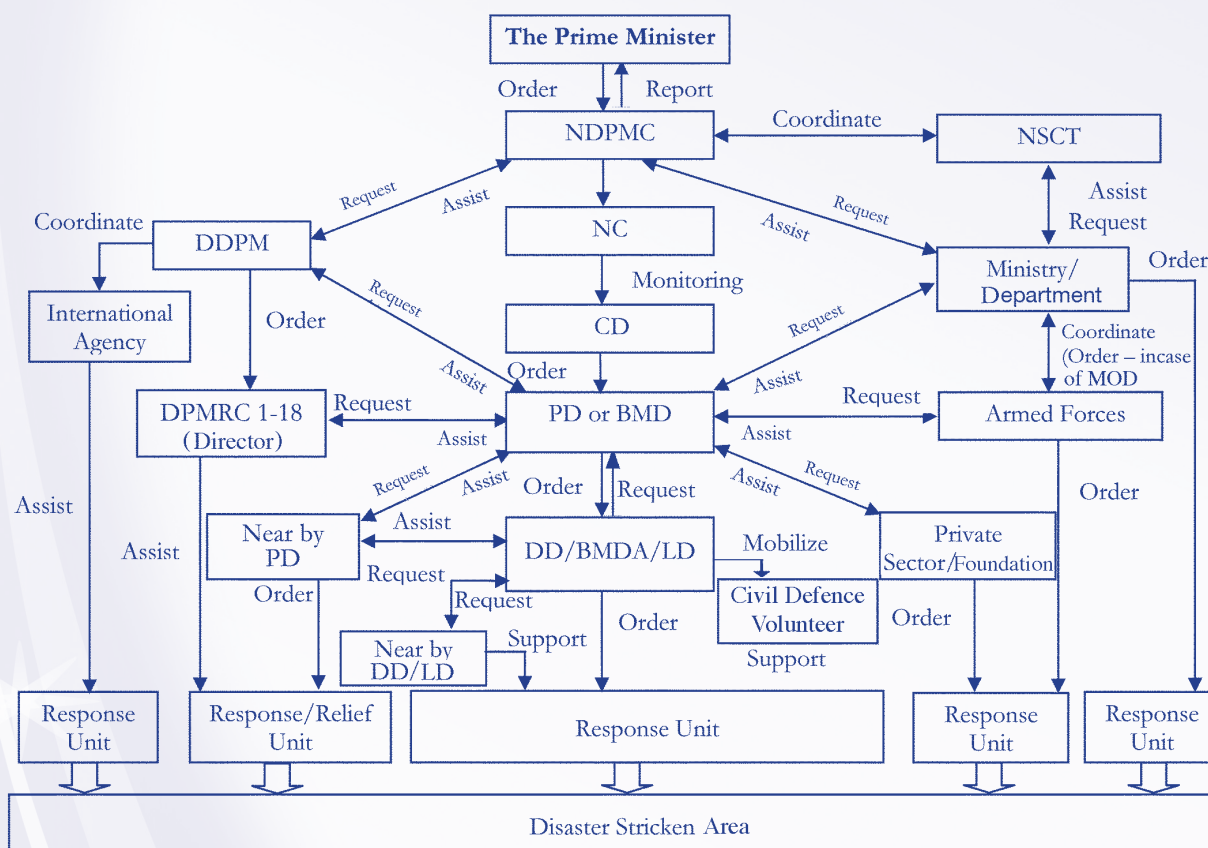 The Prime Minister
Order
Report
NDPMC
Coordinate
NSCT
Request
Assist
Request
Assist
Assist
Request
Coordinate
DDPM
NC
Ministry/
Department
Order
Monitoring
International
Agency
Order
Request
Assist
CD
Request
Assist
Coordinate
(Order – incase
of MOD
Order
DPMRC 1-18
(Director)
Request
Assist
PD or BMD
Request
Assist
Armed Forces
Request
Assist
Order
Request
Request
Assist
Order
Assist
Assist
Near by
PD
Assist
Request
DD/BMDA/LD
Mobilize
Private
Sector/Foundation
Order
Request
Civil Defence
Volunteer
Support
Order
Order
Near by
DD/LD
Support
Response
Unit
Response/Relief
Unit
Response Unit
Response
Unit
Response
Unit
Disaster Stricken Area